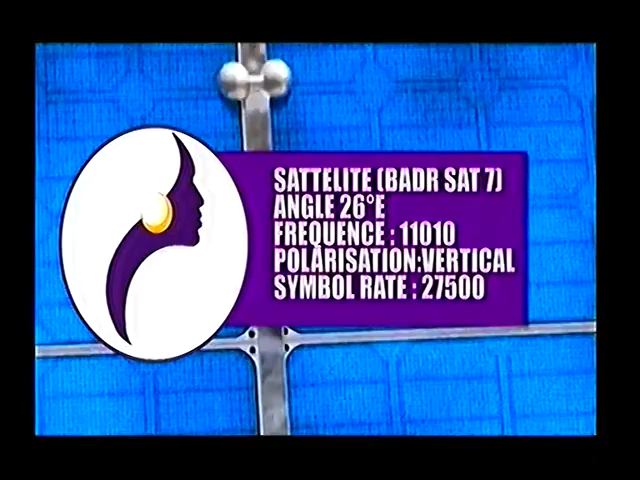 SATTELITE (BADR SAT 7)
ANGLE 26°E
FREQUENCE : 11010
POLARISATION:VERTICAL
SYMBOL RATE : 27500